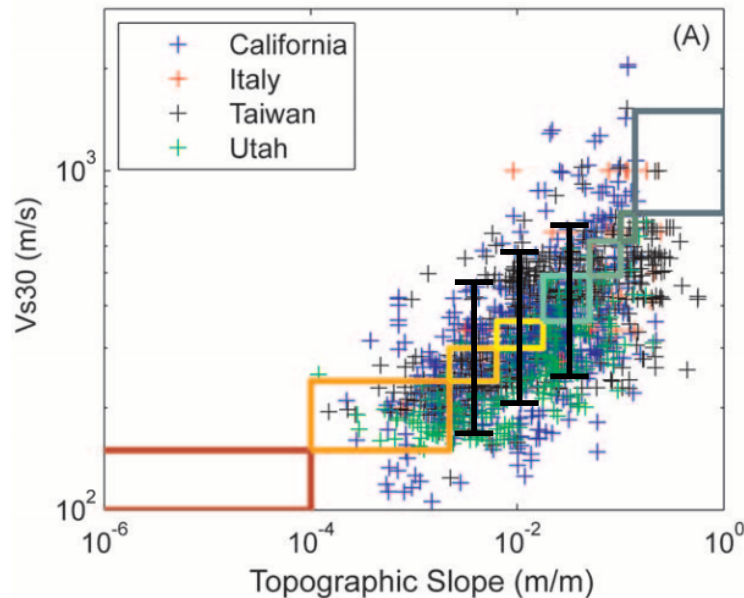 (A)
California
Italy
Taiwan
Utah
10³
10²
Vs30 (m/s)
10⁻⁶
10⁻⁴
10⁻²
10⁰
Topographic Slope (m/m)